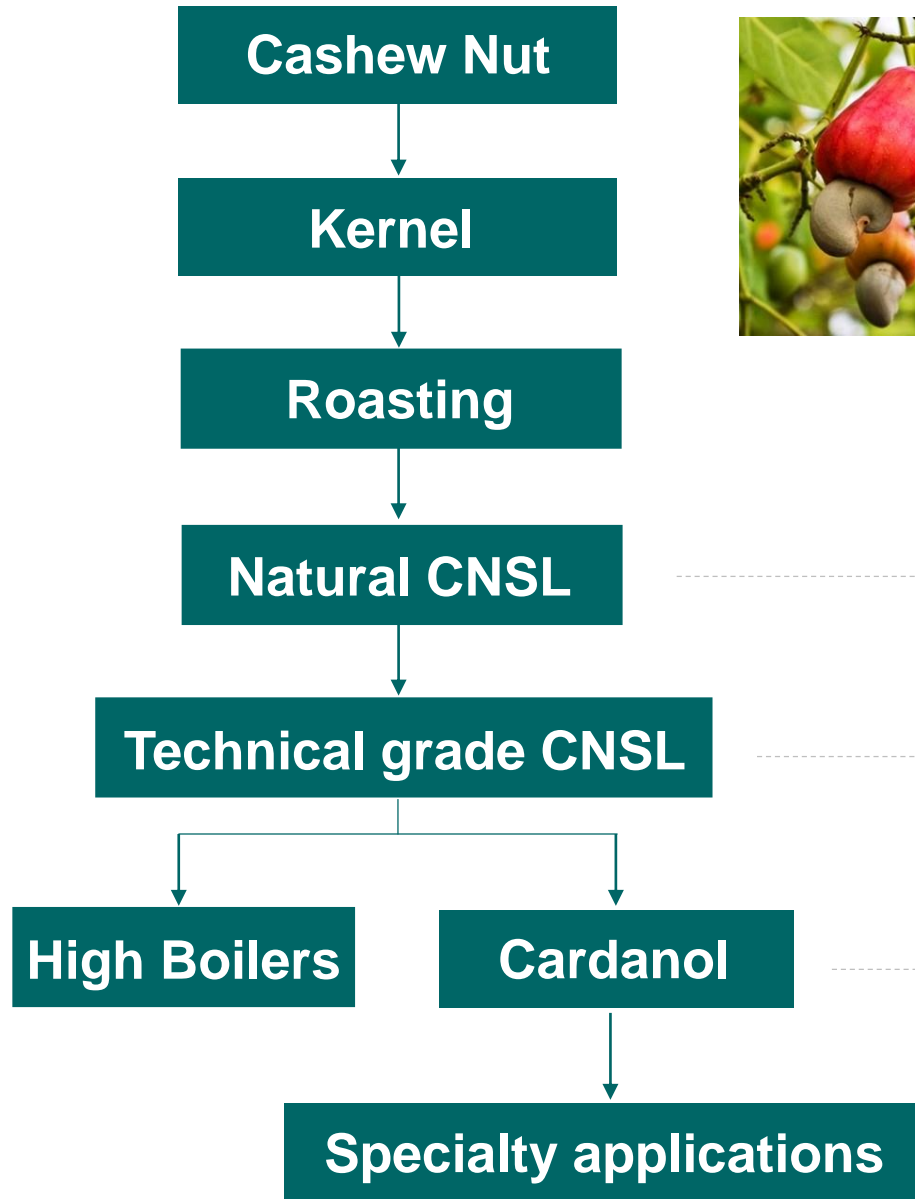 Cashew Nut
Kernel
Roasting
Natural CNSL
Technical grade CNSL
High Boilers
Cardanol
Specialty applications